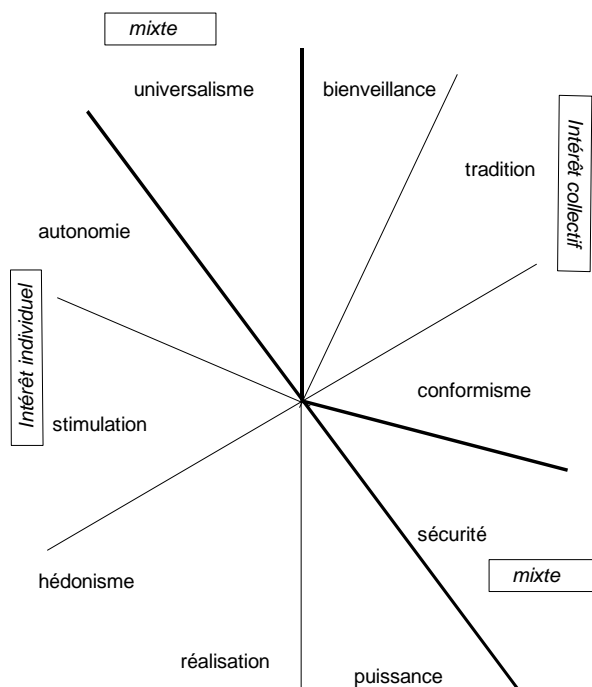 mixte
universalisme
bienveillance
tradition
Intérêt collectif
autonomie
Intérêt individuel
stimulation
conformisme
sécurité
mixte
hédonisme
réalisation
puissance